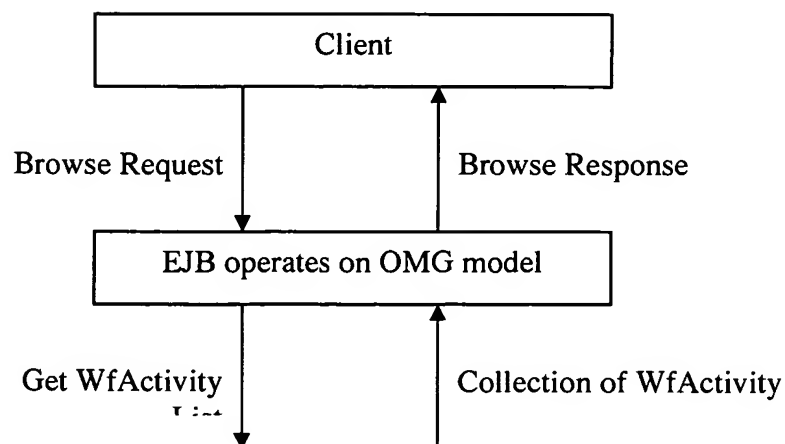 Client
Browse Request
Browse Response
EJB operates on OMG model
Get WfActivity
Collection of WfActivity